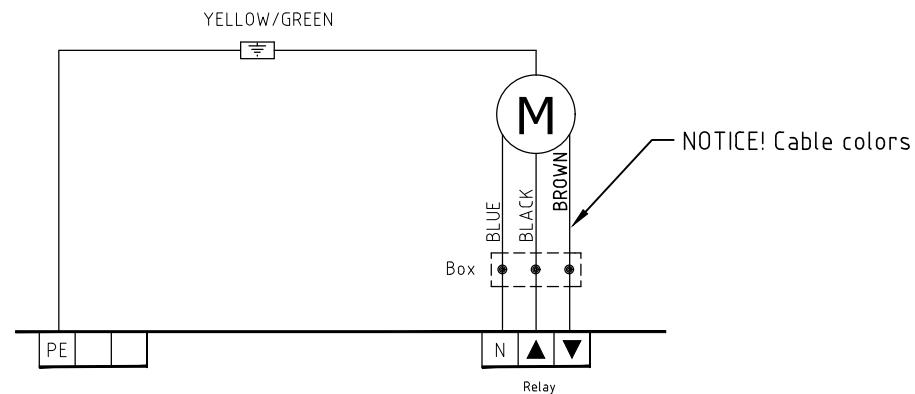 YELLOW/GREEN
M
NOTICE! Cable colors
BLUE
BLACK
BROWN
Box
PE
N
Relay